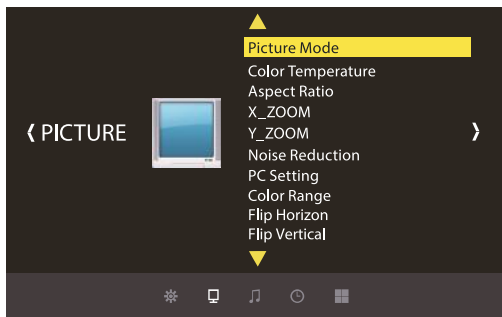 PICTURE
Picture Mode
Color Temperature
Aspect Ratio
X_ZOOM
Y_ZOOM
Noise Reduction
PC Setting
Color Range
Flip Horizon
Flip Vertical